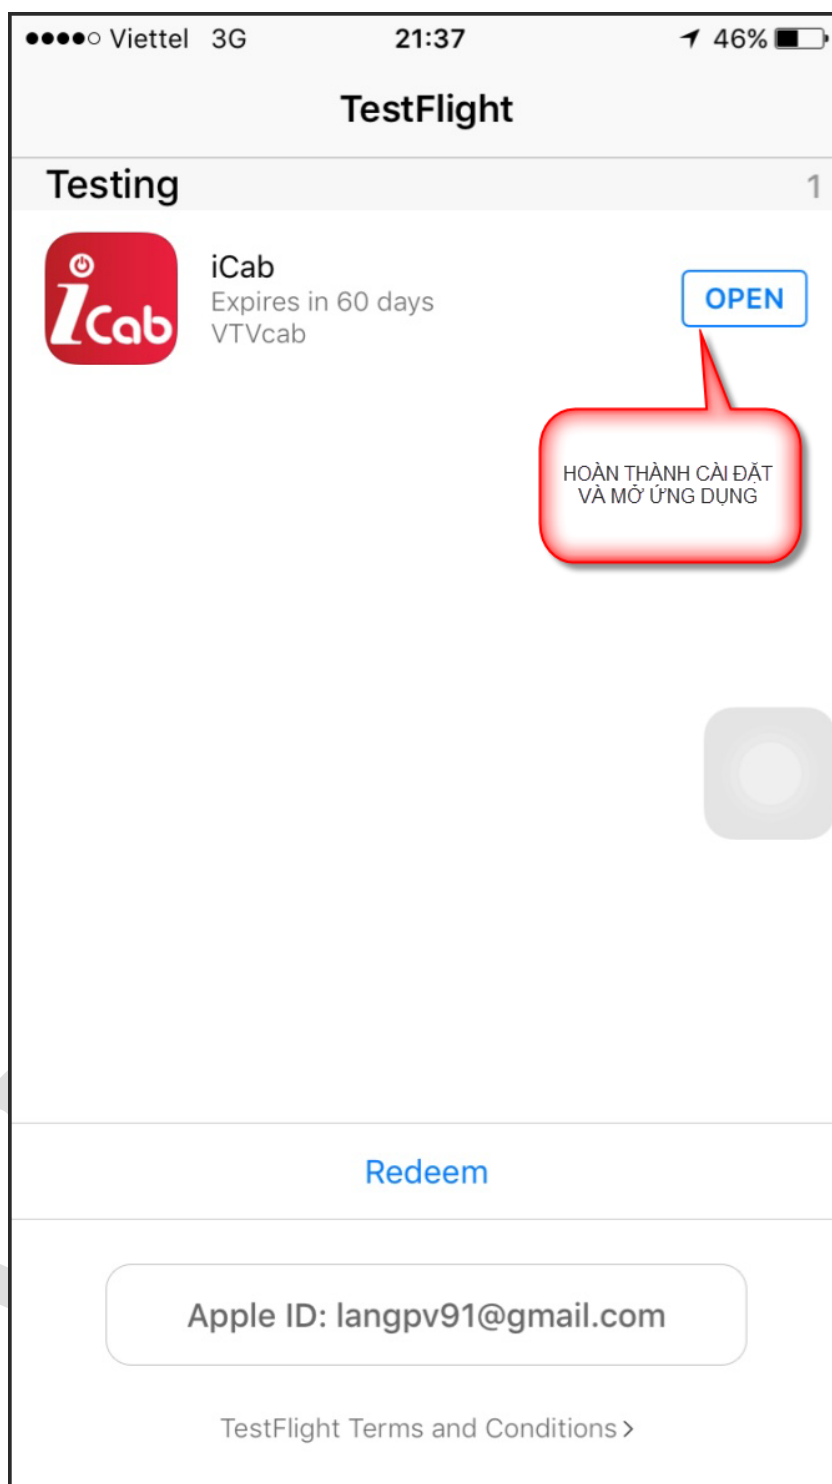 Viettel 3G 21:37 46%
TestFlight
Testing 1
iCab
iCab
Expires in 60 days
VTVcab
OPEN
HOÀN THÀNH CÀI ĐẶT
VÀ MỞ ỨNG DỤNG
Redeem
Apple ID: langpv91@gmail.com
TestFlight Terms and Conditions >